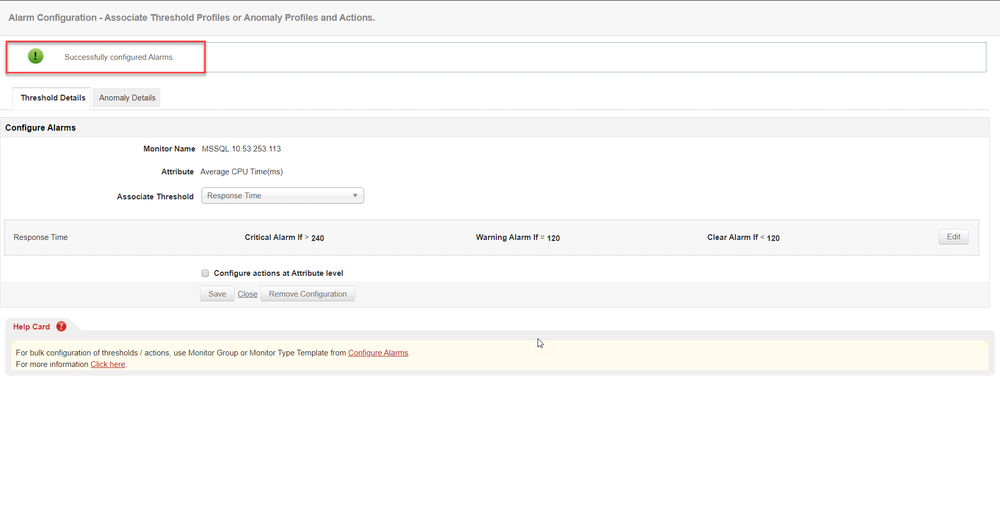 Alarm Configuration - Associate Threshold Profiles or Anomaly Profiles and Actions.
! Successfully configured Alarms.
Threshold Details Anomaly Details
Configure Alarms
Monitor Name MSSQL.10.53.253.113
Attribute Average CPU Time(ms)
Associate Threshold Response Time
Response Time Critical Alarm If > 240 Warning Alarm If = 120 Clear Alarm If < 120 Edit
Configure actions at Attribute level
Save Close Remove Configuration
Help Card ?
For bulk configuration of thresholds / actions, use Monitor Group or Monitor Type Template from Configure Alarms.
For more information Click here.